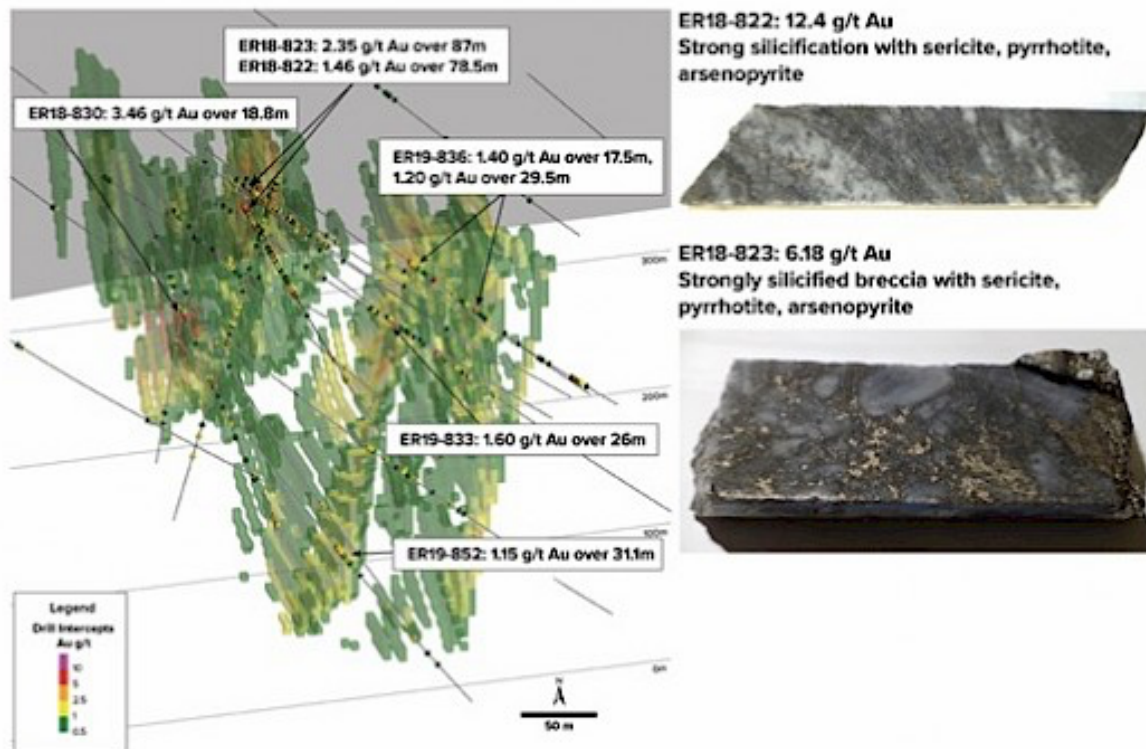 ER18-823: 2.35 g/t Au over 87m
ER18-822: 1.46 g/t Au over 78.5m
ER18-830: 3.46 g/t Au over 18.8m
ER19-836: 1.40 g/t Au over 17.5m,
1.20 g/t Au over 29.5m
300m
200m
ER19-833: 1.60 g/t Au over 26m
100m
ER19-852: 1.15 g/t Au over 31.1m
0m
Legend
Drill Intercepts
Au g/t
10
5
2.5
1
0.5
N
50 m
ER18-822: 12.4 g/t Au
Strong silicification with sericite, pyrrhotite,
arsenopyrite
ER18-823: 6.18 g/t Au
Strongly silicified breccia with sericite,
pyrrhotite, arsenopyrite